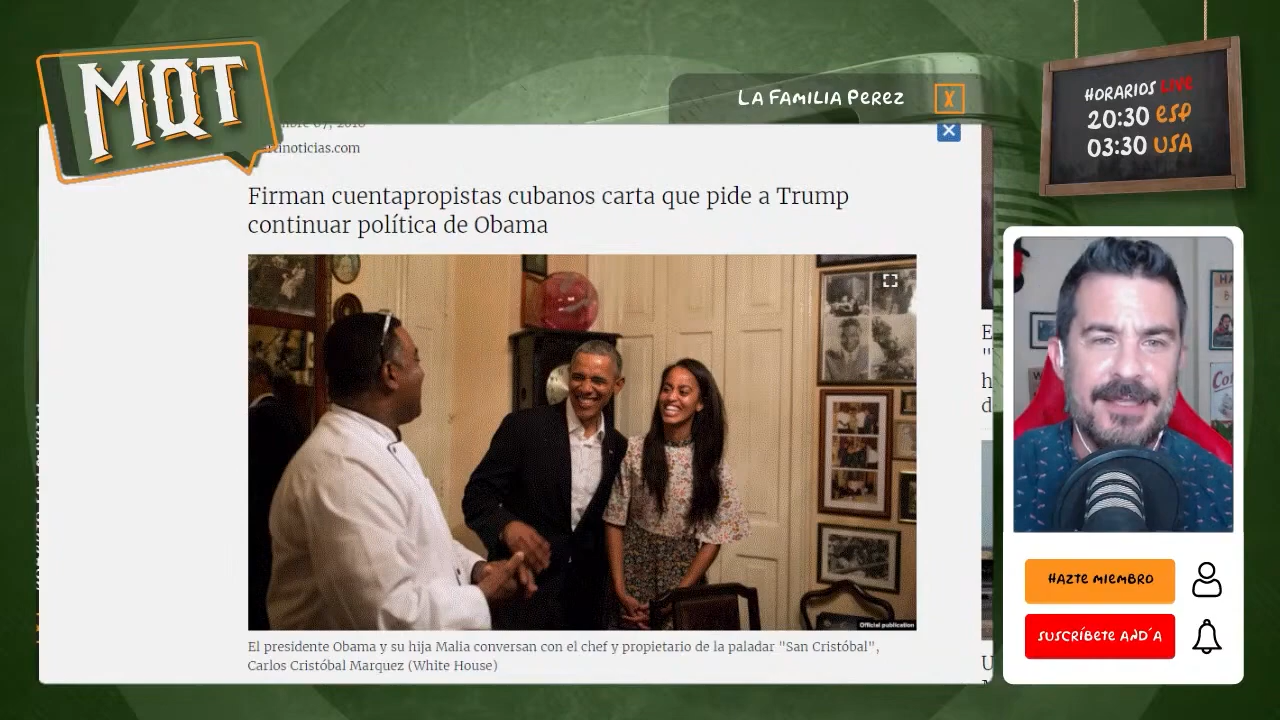 MQT
LA FAMILIA PEREZ
X
HORARIOS LIVE
20:30 ESP
03:30 USA
noticias.com
Firman cuentapropistas cubanos carta que pide a Trump
continuar política de Obama
Official publication
El presidente Obama y su hija Malia conversan con el chef y propietario de la paladar "San Cristóbal",
Carlos Cristóbal Marquez (White House)
HAZTE MIEMBRO
SUSCRÍBETE AND´A